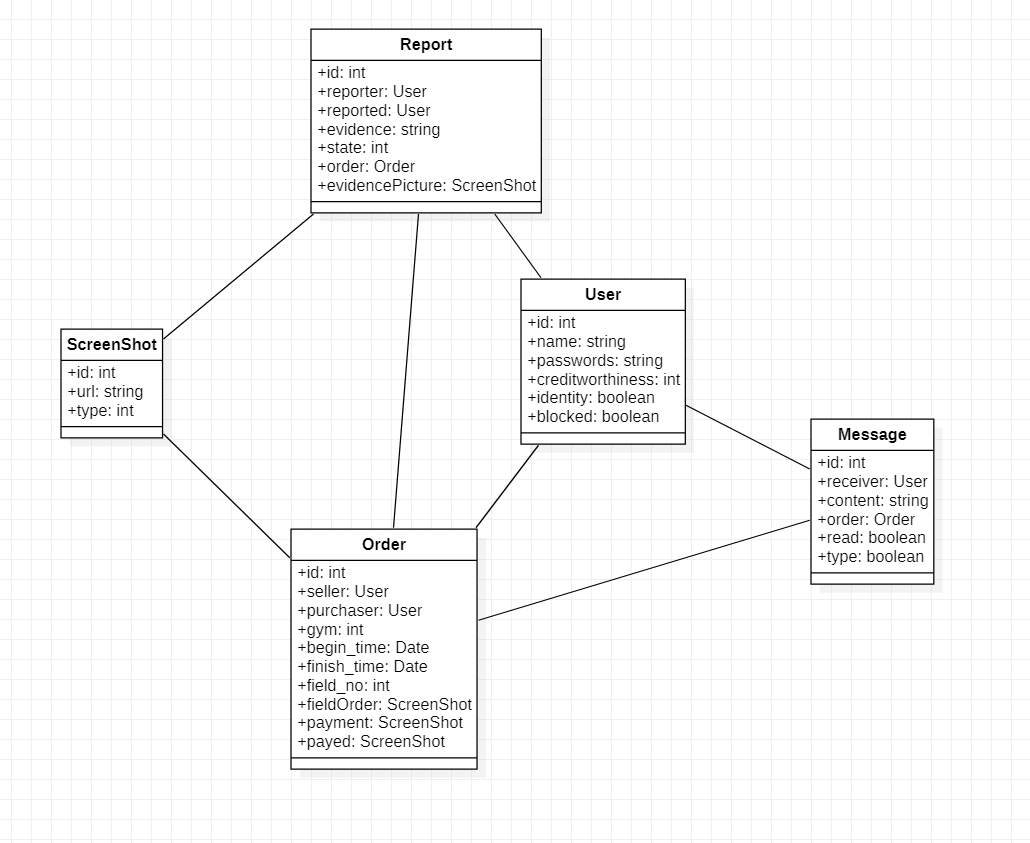 Report
+id: int
+reporter: User
+reported: User
+evidence: string
+state: int
+order: Order
+evidencePicture: ScreenShot
User
+id: int
+name: string
+passwords: string
+creditworthiness: int
+identity: boolean
+blocked: boolean
ScreenShot
+id: int
+url: string
+type: int
Message
+id: int
+receiver: User
+content: string
+order: Order
+read: boolean
+type: boolean
Order
+id: int
+seller: User
+purchaser: User
+gym: int
+begin_time: Date
+finish_time: Date
+field_no: int
+fieldOrder: ScreenShot
+payment: ScreenShot
+payed: ScreenShot